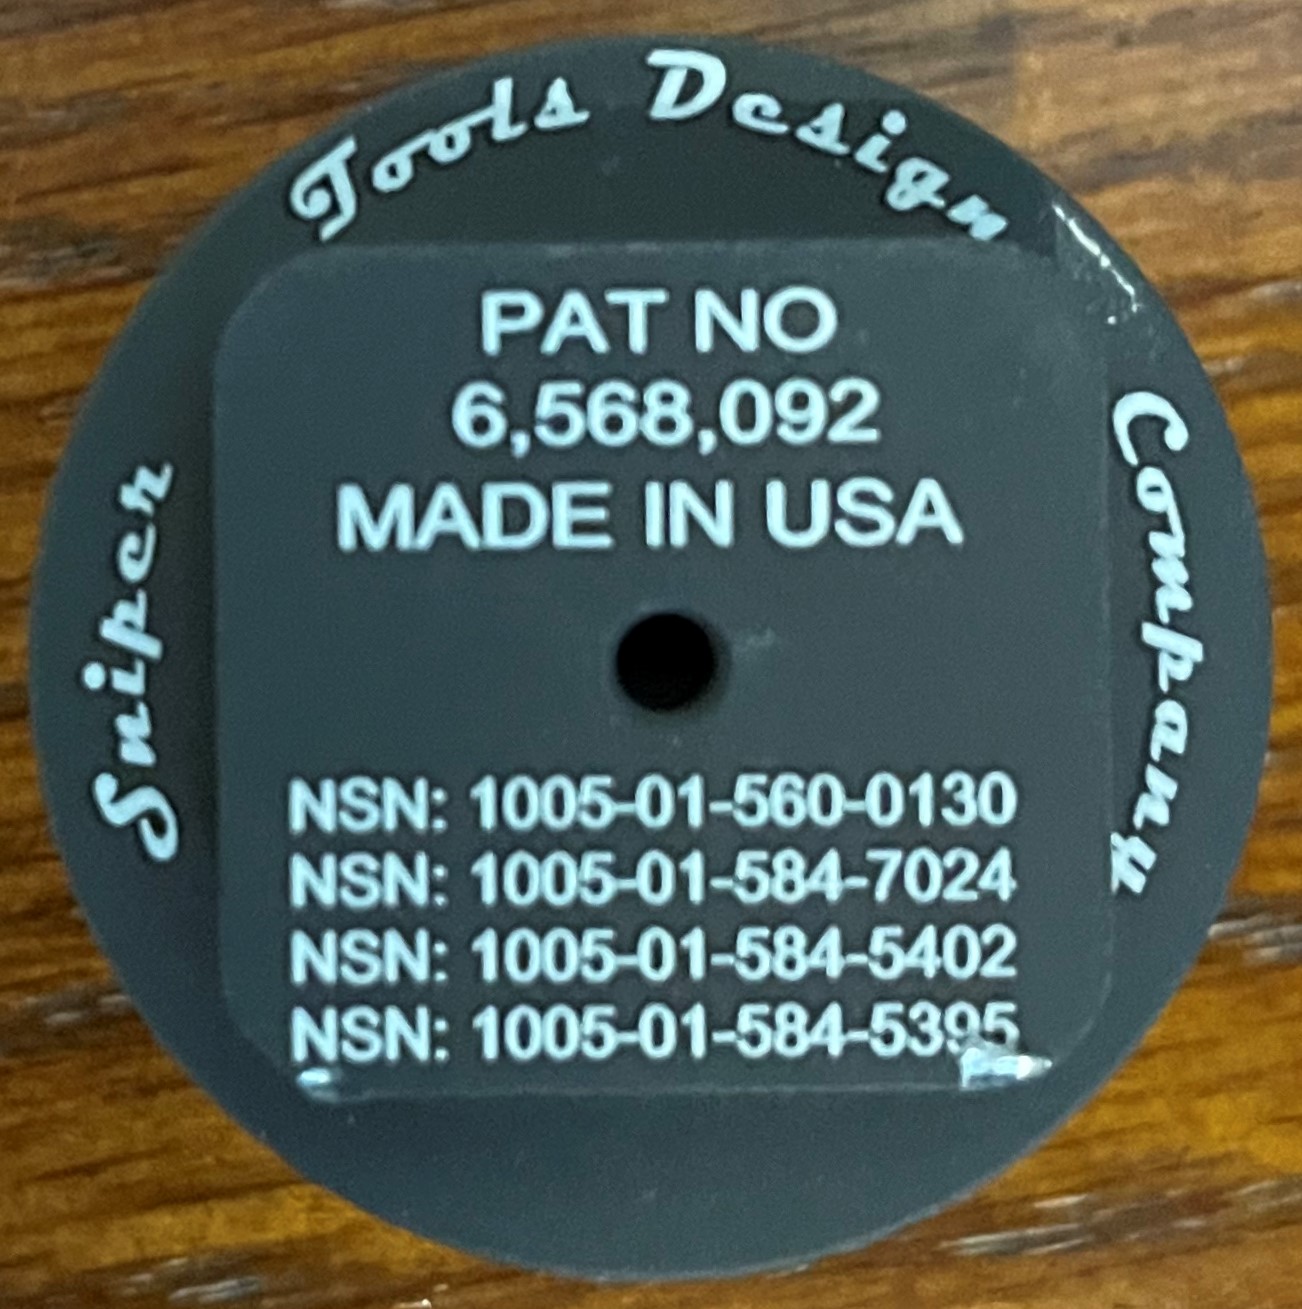 Sniper Tools Design Company
PAT NO
6,568,092
MADE IN USA
NSN: 1005-01-560-0130
NSN: 1005-01-584-7024
NSN: 1005-01-584-5402
NSN: 1005-01-584-5395